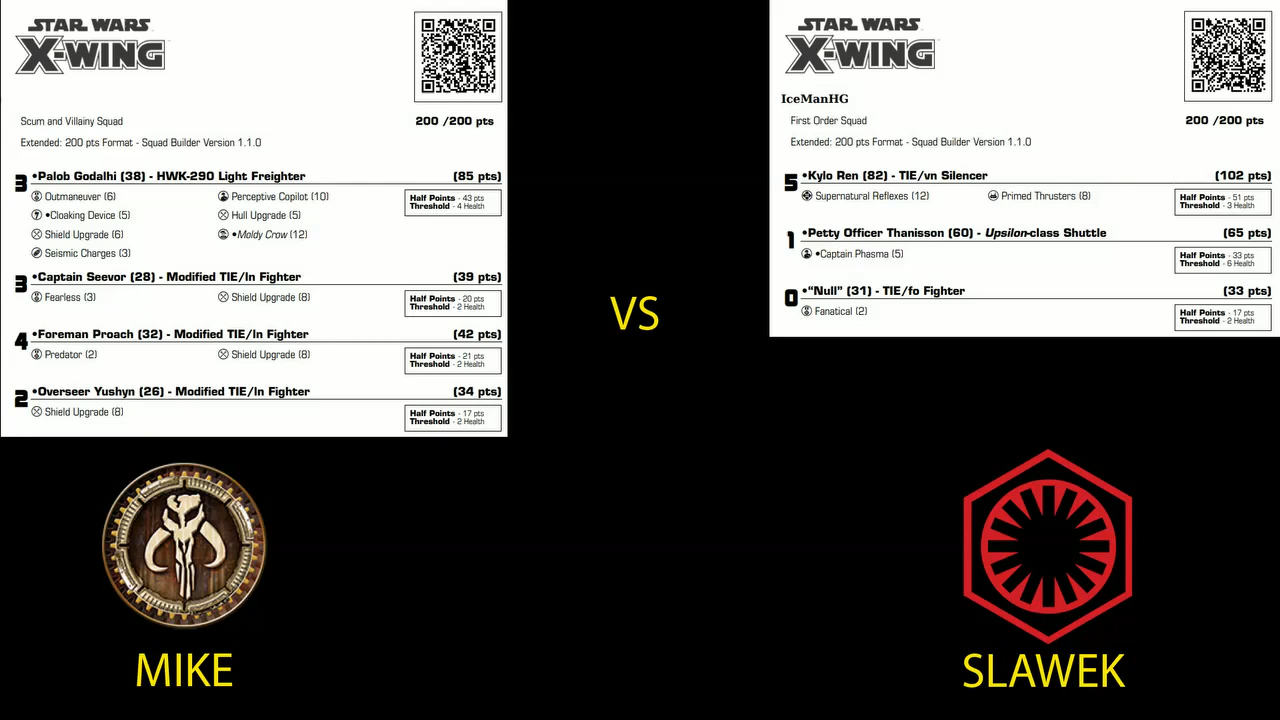 STAR WARS
X-WING
Scum and Villainy Squad
200 /200 pts
Extended: 200 pts Format - Squad Builder Version 1.1.0
3 •Palob Godalhi (38) - HWK-290 Light Freighter (85 pts)
Outmaneuver (6) Perceptive Copilot (10)
•Cloaking Device (5) Hull Upgrade (5)
Shield Upgrade (6) •Moldy Crow (12)
Seismic Charges (3)
Half Points - 43 pts
Threshold - 4 Health
3 •Captain Seevor (28) - Modified TIE/ln Fighter (39 pts)
Fearless (3) Shield Upgrade (8)
Half Points - 20 pts
Threshold - 2 Health
4 •Foreman Proach (32) - Modified TIE/ln Fighter (42 pts)
Predator (2) Shield Upgrade (8)
Half Points - 21 pts
Threshold - 2 Health
2 •Overseer Yushyn (26) - Modified TIE/ln Fighter (34 pts)
Shield Upgrade (8)
Half Points - 17 pts
Threshold - 2 Health
MIKE
VS
STAR WARS
X-WING
IceManHG
First Order Squad
200 /200 pts
Extended: 200 pts Format - Squad Builder Version 1.1.0
5 •Kylo Ren (82) - TIE/vn Silencer (102 pts)
Supernatural Reflexes (12) Primed Thrusters (8)
Half Points - 51 pts
Threshold - 3 Health
1 •Petty Officer Thanisson (60) - Upsilon-class Shuttle (65 pts)
•Captain Phasma (5)
Half Points - 33 pts
Threshold - 6 Health
0 •“Null” (31) - TIE/fo Fighter (33 pts)
Fanatical (2)
Half Points - 17 pts
Threshold - 2 Health
SLAWEK